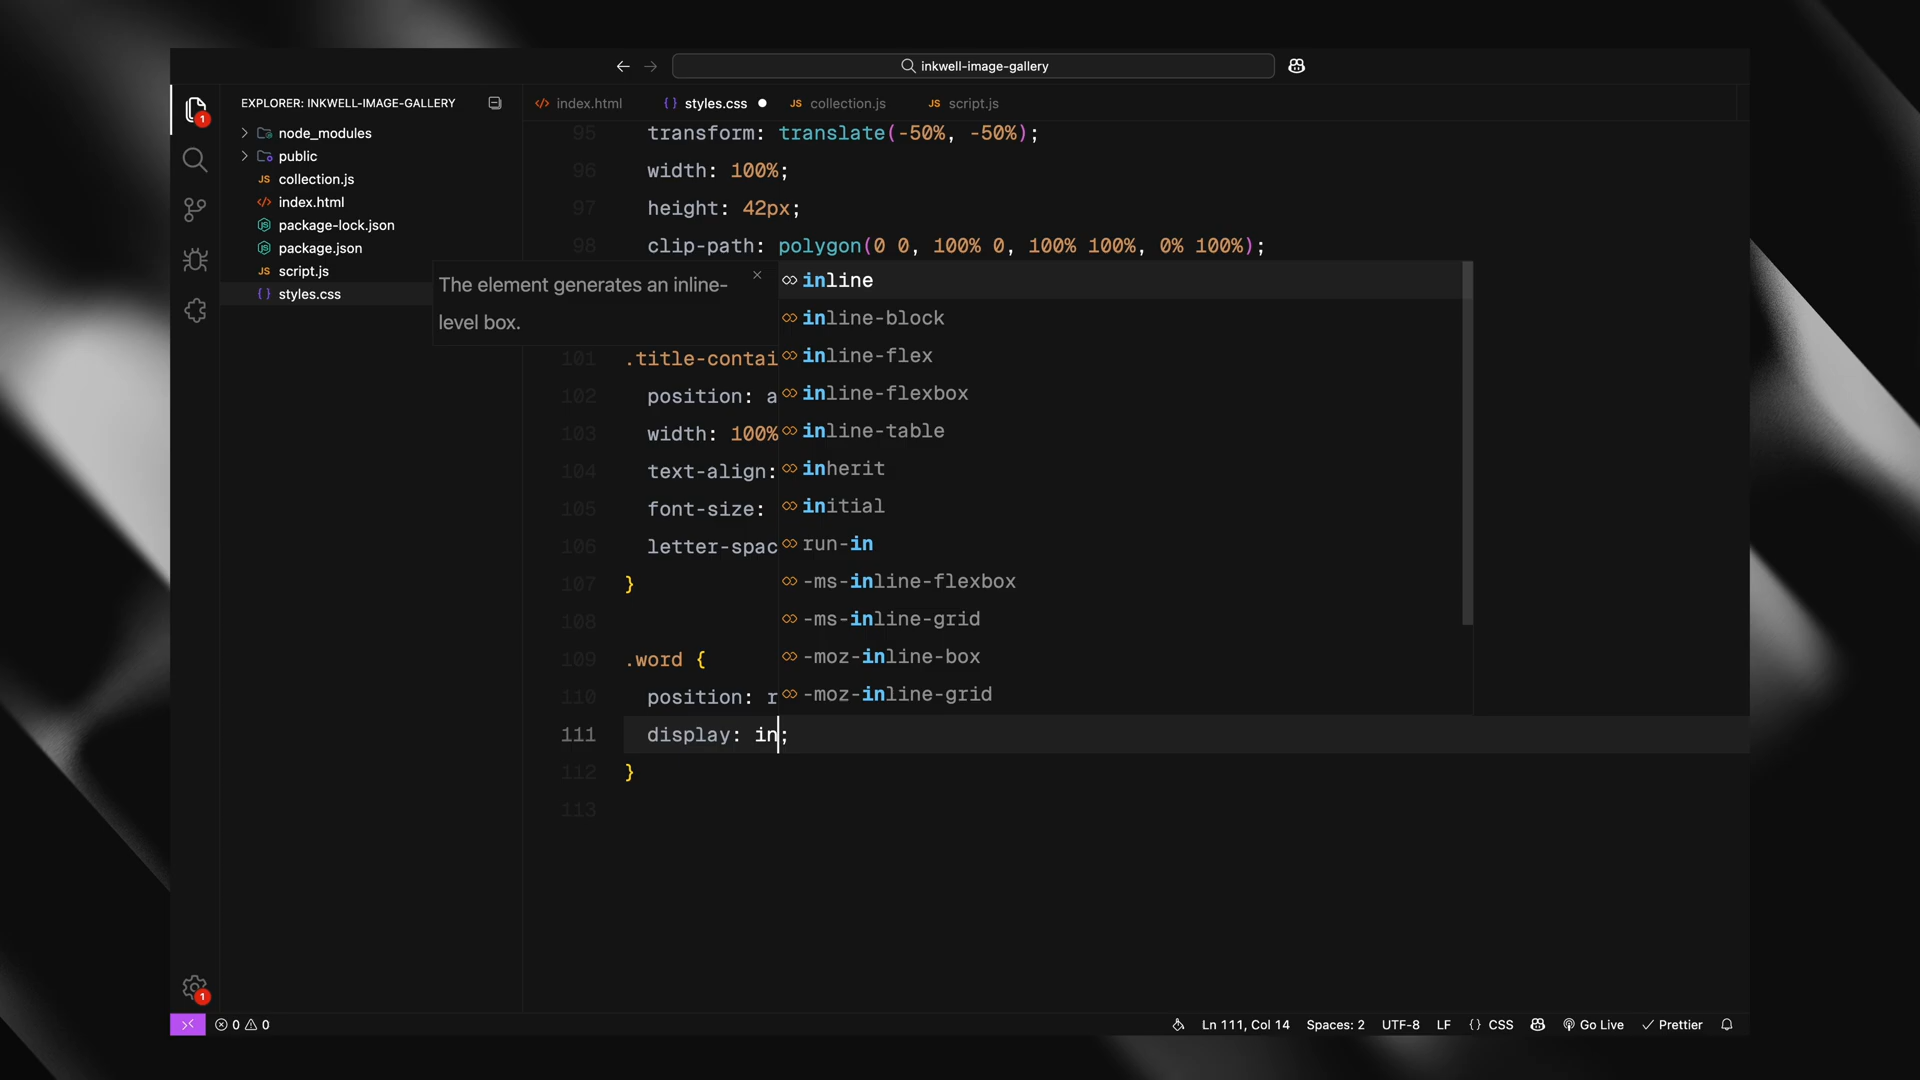 inkwell-image-gallery
EXPLORER: INKWELL-IMAGE-GALLERY
1
node_modules
public
JS collection.js
</> index.html
package-lock.json
package.json
JS script.js
{} styles.css
</> index.html
{} styles.css
JS collection.js
JS script.js
95 transform: translate(-50%, -50%);
96 width: 100%;
97 height: 42px;
98 clip-path: polygon(0 0, 100% 0, 100% 100%, 0% 100%);
The element generates an inline-
level box.
inline
inline-block
inline-flex
inline-flexbox
inline-table
inherit
initial
run-in
-ms-inline-flexbox
-ms-inline-grid
-moz-inline-box
-moz-inline-grid
101 .title-contai
102 position: a
103 width: 100%
104 text-align:
105 font-size:
106 letter-spac
107 }
108
109 .word {
110 position: r
111 display: in;
112 }
113
1
0 0
Ln 111, Col 14
Spaces: 2
UTF-8
LF
{} CSS
Go Live
Prettier